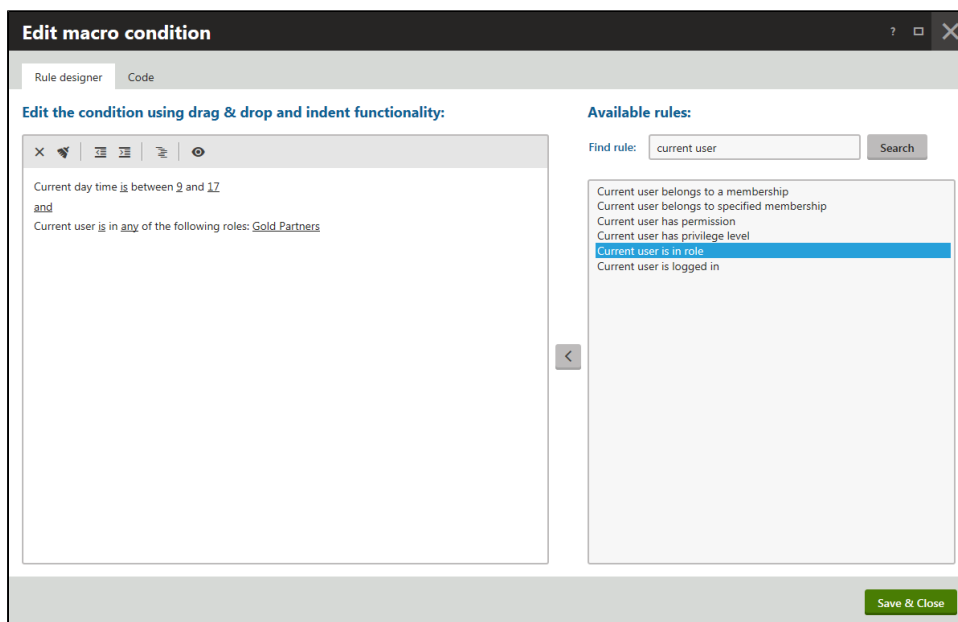 Edit macro condition
?
Rule designer
Code
Edit the condition using drag & drop and indent functionality:
Current day time is between 9 and 17
and
Current user is in any of the following roles: Gold Partners
Available rules:
Find rule:
current user
Search
Current user belongs to a membership
Current user belongs to specified membership
Current user has permission
Current user has privilege level
Current user is in role
Current user is logged in
Save & Close